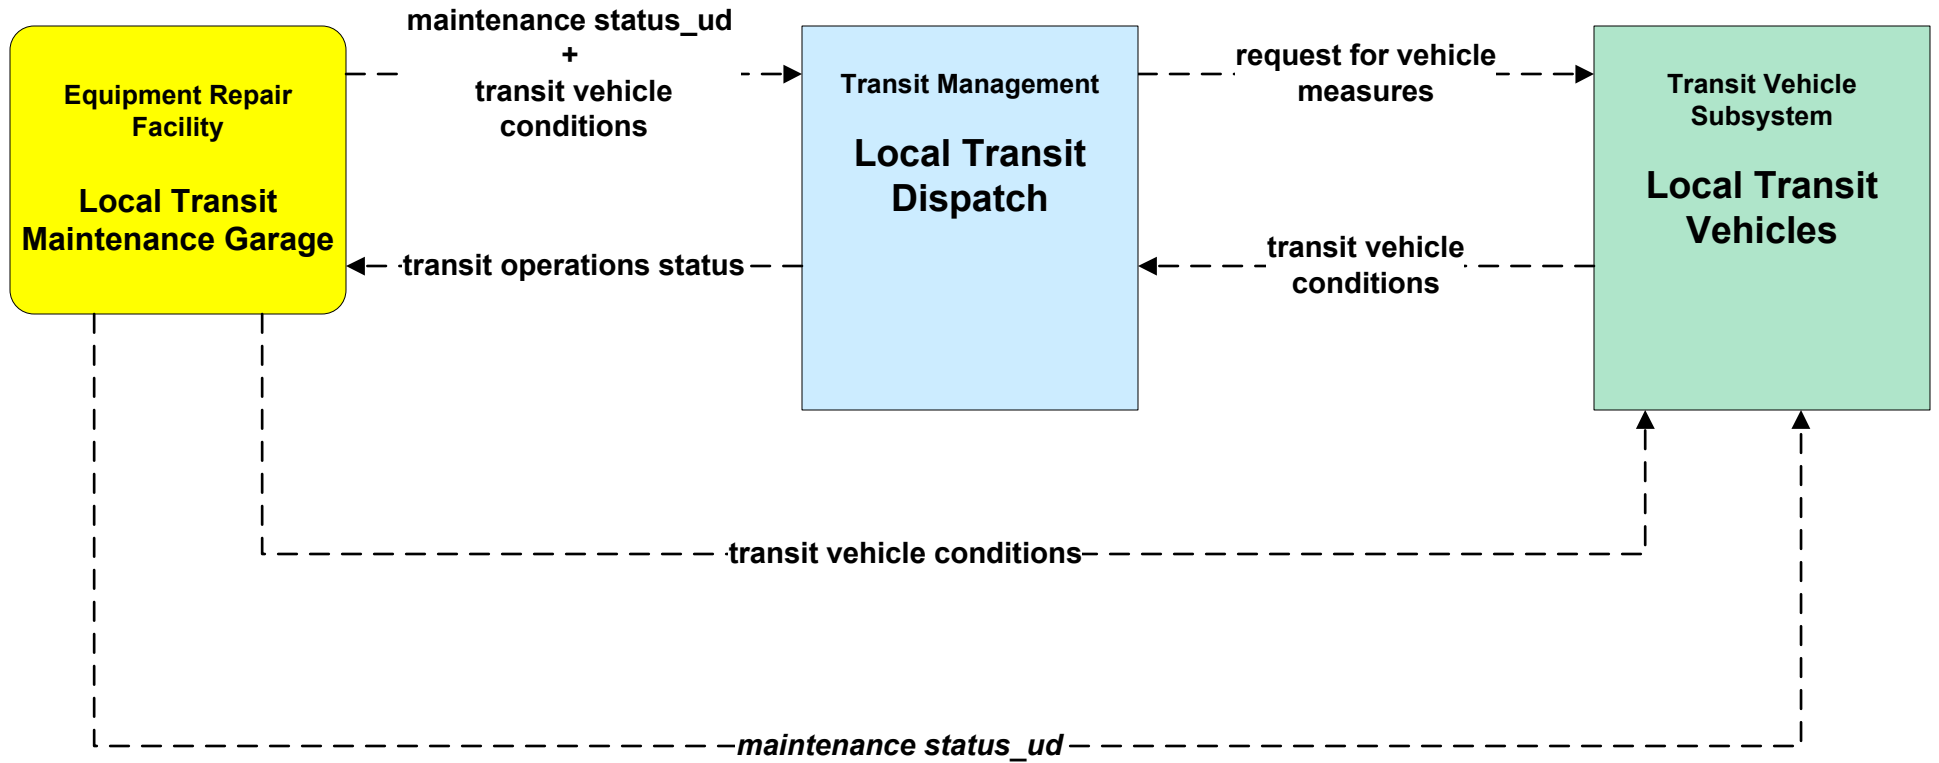 maintenance status_ud
+
transit vehicle
conditions
request for vehicle
measures
Equipment Repair
Facility
Local Transit
Maintenance Garage
Transit Management
Local Transit
Dispatch
Transit Vehicle
Subsystem
Local Transit
Vehicles
transit operations status
transit vehicle
conditions
transit vehicle conditions
maintenance status_ud